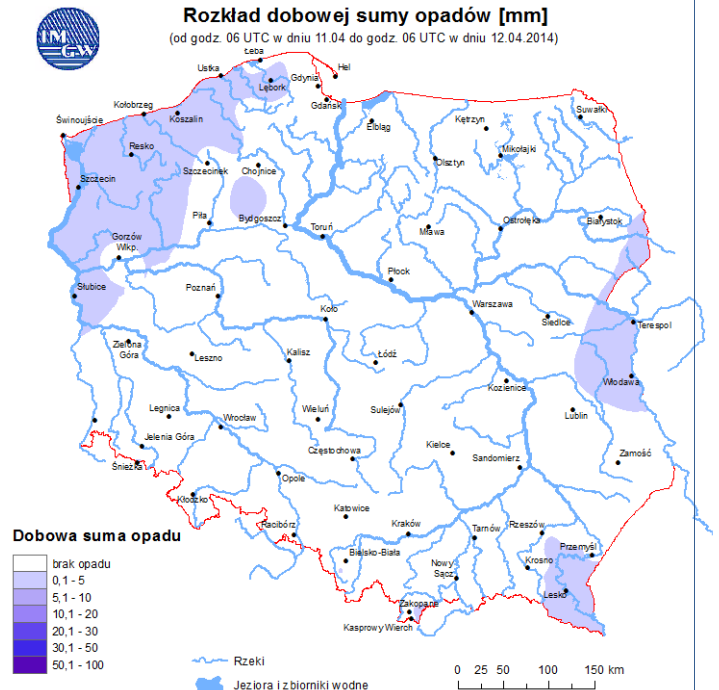 Rozkład dobowej sumy opadów [mm]
(od godz. 06 UTC w dniu 11.04 do godz. 06 UTC w dniu 12.04.2014)
IM
GW
Łeba
Hel
Ustka
Gdynia
Lębork
Gdańsk
Kołobrzeg
Koszalin
Suwałki
Świnoujście
Elbląg
Kętrzyn
Resko
Mikołajki
Olsztyn
Szczecinek
Chojnice
Szczecin
Piła
Bydgoszcz
Toruń
Mława
Ostrołęka
Białystok
Gorzów
Wlkp.
Płock
Słubice
Poznań
Koło
Warszawa
Siedlce
Terespol
Zielona
Góra
Leszno
Kalisz
Łódź
Kozienice
Włodawa
Legnica
Wrocław
Wieluń
Sulejów
Lublin
Jelenia Góra
Częstochowa
Kielce
Sandomierz
Zamość
Śnieżka
Opole
Kłodzko
Katowice
Racibórz
Kraków
Tarnów
Rzeszów
Przemyśl
Bielsko-Biała
Nowy
Sącz
Krosno
Lesko
Zakopane
Kasprowy Wierch
Dobowa suma opadu
brak opadu
0,1 - 5
5,1 - 10
10,1 - 20
20,1 - 30
30,1 - 50
50,1 - 100
Rzeki
Jeziora i zbiorniki wodne
0 25 50 100 150 km